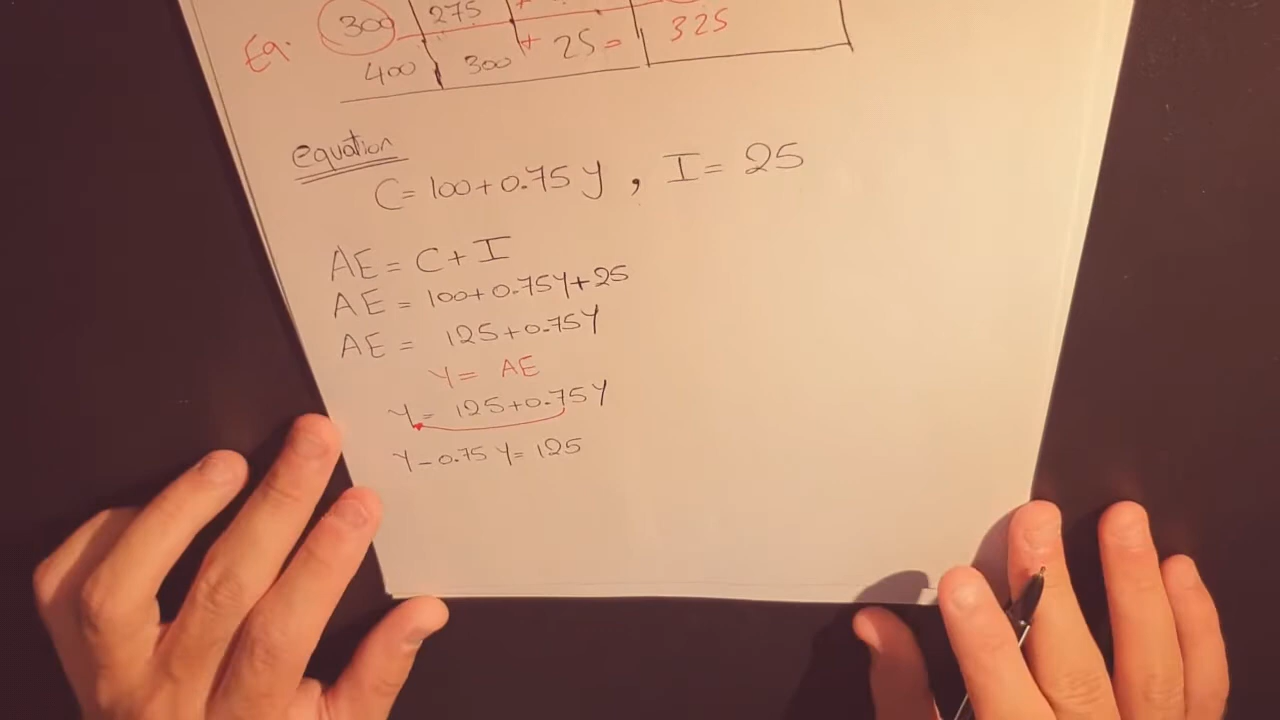 Eq. 300 275 +
400 300 + 25 = 325
equation
C = 100 + 0.75 Y , I = 25
AE = C + I
AE = 100 + 0.75Y + 25
AE = 125 + 0.75Y
Y = AE
Y = 125 + 0.75Y
Y - 0.75 Y = 125